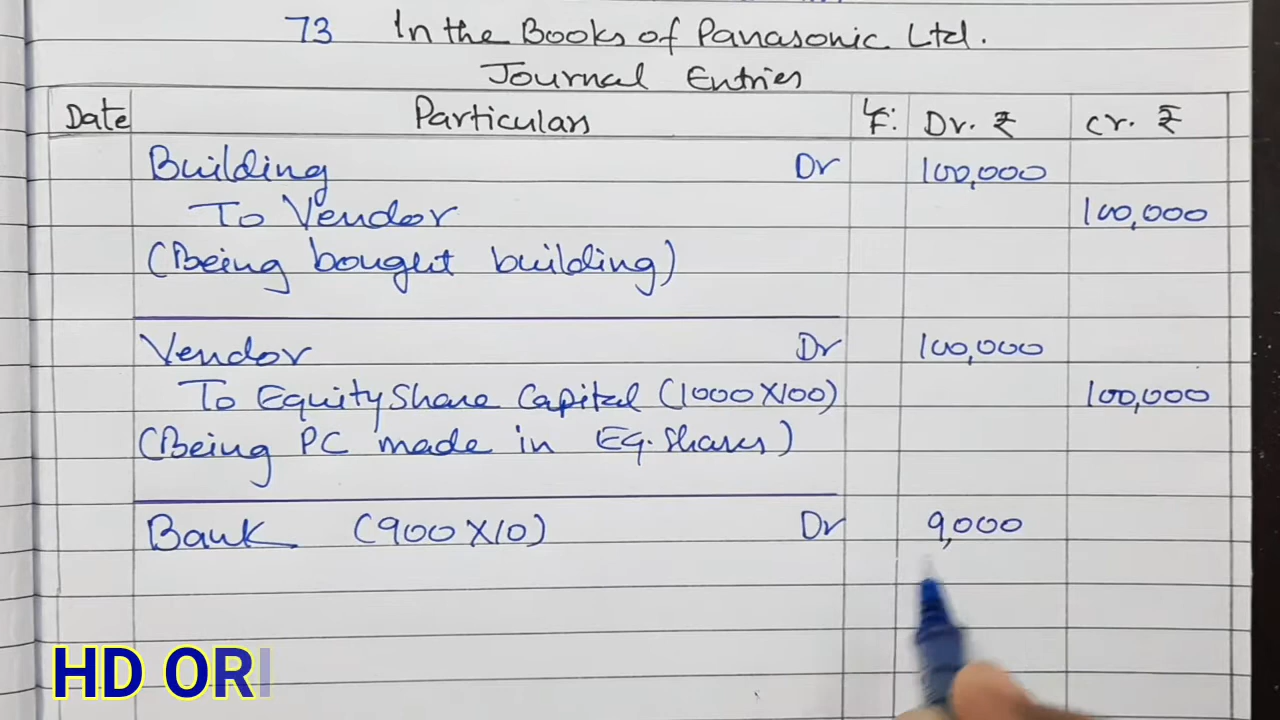 73 In the Books of Panasonic Ltd.
Journal Entries
Date Particulars L.F. Dr. ₹ Cr. ₹
Building Dr 100,000
To Vendor 100,000
(Being bought building)
Vendor Dr 100,000
To Equity Share Capital (1000X100) 100,000
(Being PC made in Eq. Shares)
Bank (900X10) Dr 9,000
HD ORI